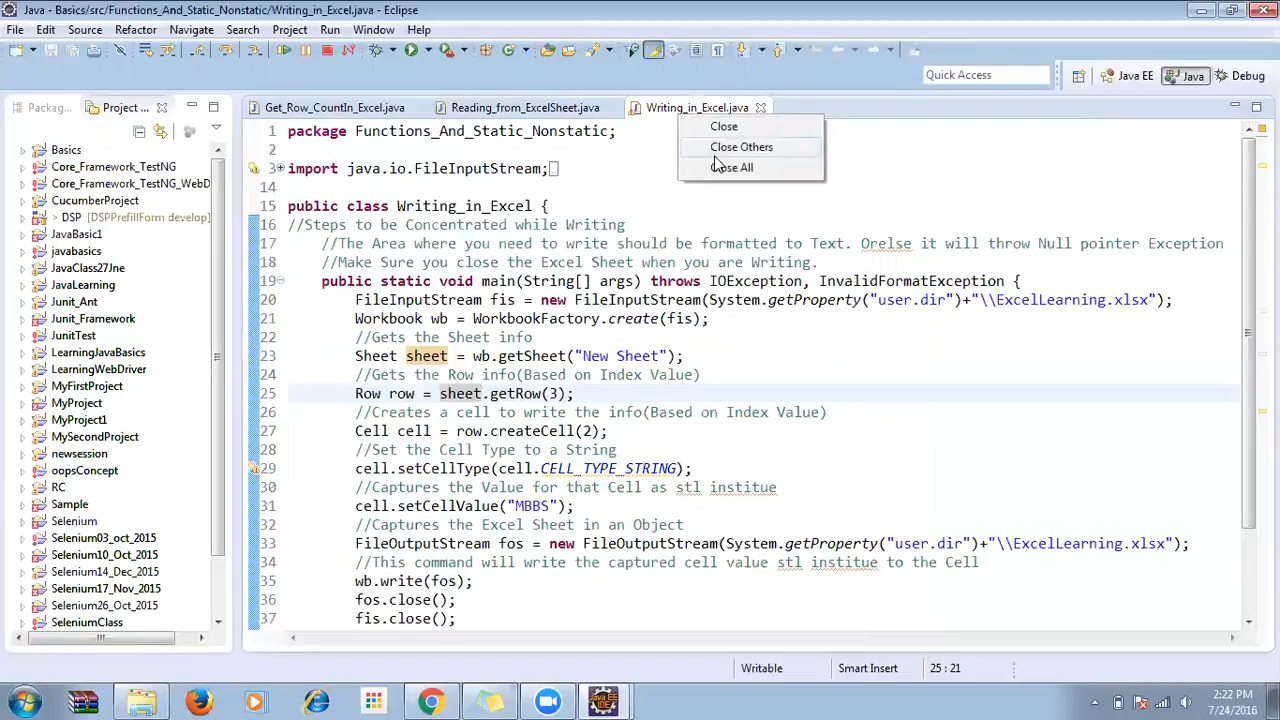 Java - Basics/src/Functions_And_Static_Nonstatic/Writing_in_Excel.java - Eclipse
File Edit Source Refactor Navigate Search Project Run Window Help
Quick Access
Java EE
Java
Debug
Packag...
Project ...
Get_Row_CountIn_Excel.java
Reading_from_ExcelSheet.java
Writing_in_Excel.java
Close
Close Others
Close All
Basics
Core_Framework_TestNG
Core_Framework_TestNG_WebD
CucumberProject
> DSP [DSPPrefillForm develop]
JavaBasic1
javabasics
JavaClass27Jne
JavaLearning
Junit_Ant
Junit_Framework
JunitTest
LearningJavaBasics
LearningWebDriver
MyFirstProject
MyProject
MyProject1
MySecondProject
newsession
oopsConcept
RC
Sample
Selenium
Selenium03_oct_2015
Selenium10_Oct_2015
Selenium14_Dec_2015
Selenium17_Nov_2015
Selenium26_Oct_2015
SeleniumClass
1 package Functions_And_Static_Nonstatic;
2
3 import java.io.FileInputStream;
14
15 public class Writing_in_Excel {
16 //Steps to be Concentrated while Writing
17 //The Area where you need to write should be formatted to Text. Orelse it will throw Null pointer Exception
18 //Make Sure you close the Excel Sheet when you are Writing.
19 public static void main(String[] args) throws IOException, InvalidFormatException {
20 FileInputStream fis = new FileInputStream(System.getProperty("user.dir")+"\\ExcelLearning.xlsx");
21 Workbook wb = WorkbookFactory.create(fis);
22 //Gets the Sheet info
23 Sheet sheet = wb.getSheet("New Sheet");
24 //Gets the Row info(Based on Index Value)
25 Row row = sheet.getRow(3);
26 //Creates a cell to write the info(Based on Index Value)
27 Cell cell = row.createCell(2);
28 //Set the Cell Type to a String
29 cell.setCellType(cell.CELL_TYPE_STRING);
30 //Captures the Value for that Cell as stl institue
31 cell.setCellValue("MBBS");
32 //Captures the Excel Sheet in an Object
33 FileOutputStream fos = new FileOutputStream(System.getProperty("user.dir")+"\\ExcelLearning.xlsx");
34 //This command will write the captured cell value stl institue to the Cell
35 wb.write(fos);
36 fos.close();
37 fis.close();
Writable
Smart Insert
25 : 21
2:22 PM
7/24/2016